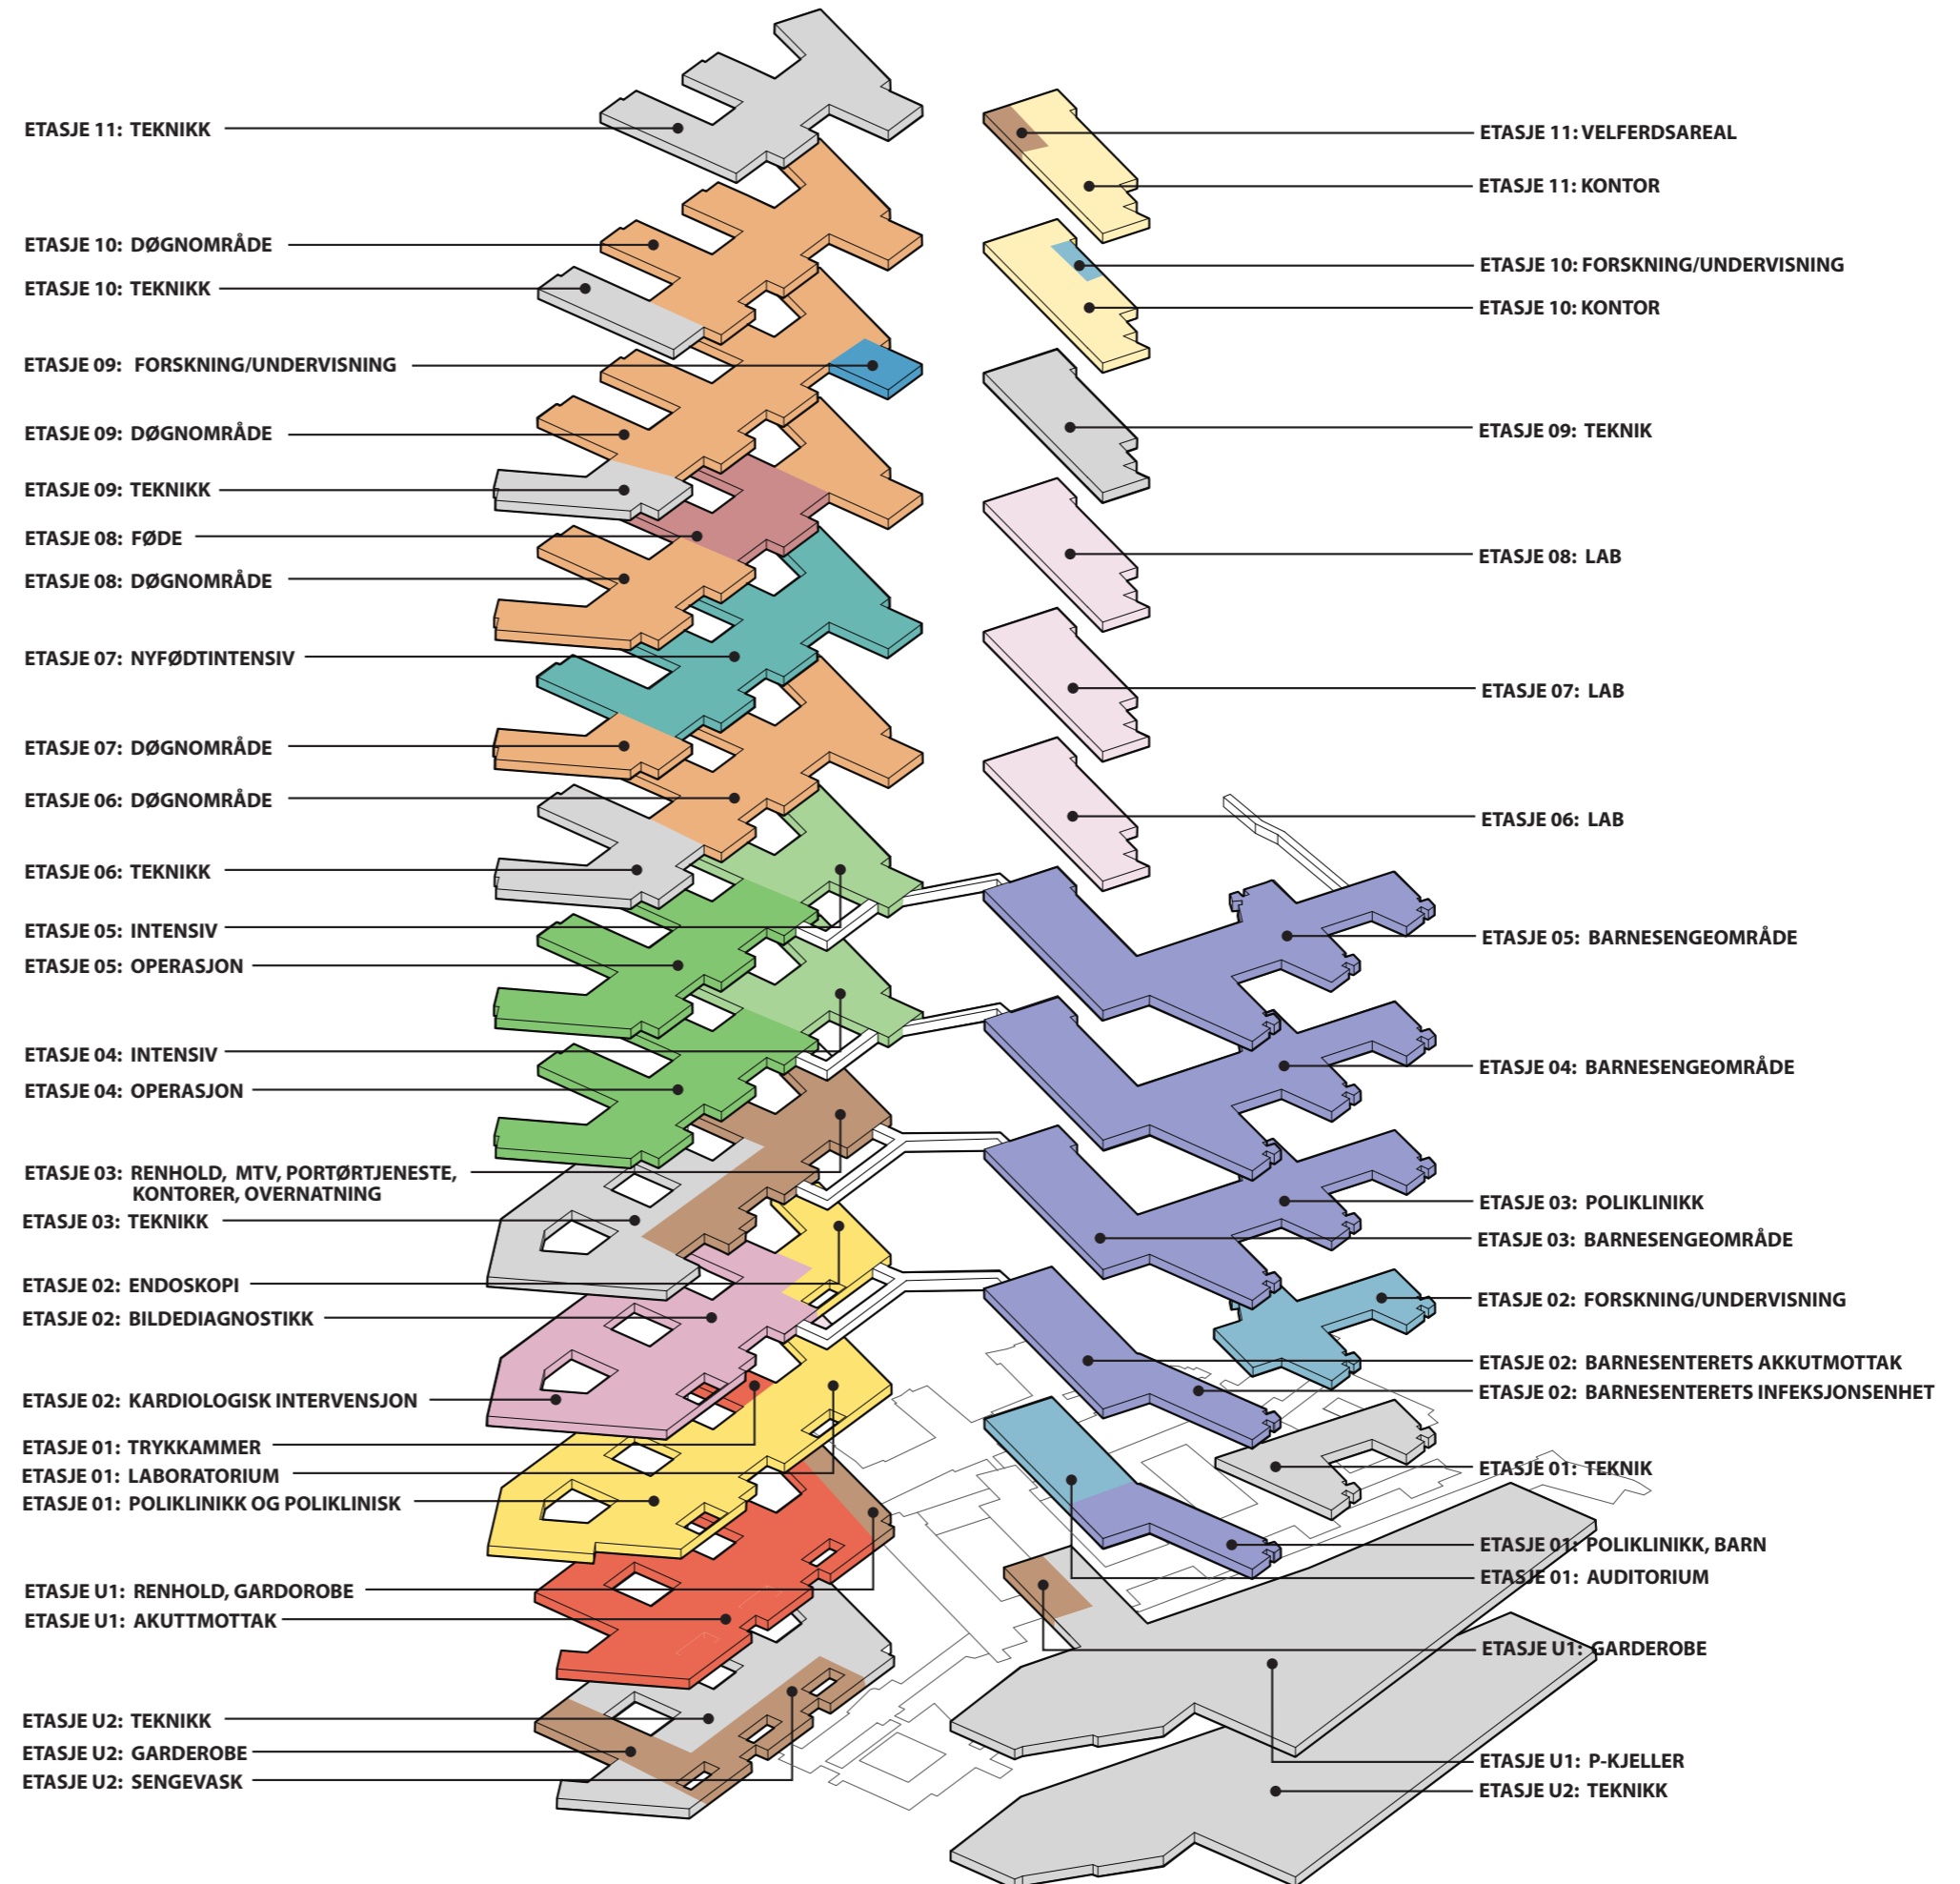 ETASJE 11: TEKNIKK
ETASJE 10: DØGNOMRÅDE
ETASJE 10: TEKNIKK
ETASJE 09: FORSKNING/UNDERVISNING
ETASJE 09: DØGNOMRÅDE
ETASJE 09: TEKNIKK
ETASJE 08: FØDE
ETASJE 08: DØGNOMRÅDE
ETASJE 07: NYFØDTINTENSIV
ETASJE 07: DØGNOMRÅDE
ETASJE 06: DØGNOMRÅDE
ETASJE 06: TEKNIKK
ETASJE 05: INTENSIV
ETASJE 05: OPERASJON
ETASJE 04: INTENSIV
ETASJE 04: OPERASJON
ETASJE 03: RENHOLD, MTV, PORTØRTJENESTE,
KONTORER, OVERNATNING
ETASJE 03: TEKNIKK
ETASJE 02: ENDOSKOPI
ETASJE 02: BILDEDIAGNOSTIKK
ETASJE 02: KARDIOLOGISK INTERVENSJON
ETASJE 01: TRYKKAMMER
ETASJE 01: LABORATORIUM
ETASJE 01: POLIKLINIKK OG POLIKLINISK
ETASJE U1: RENHOLD, GARDOROBE
ETASJE U1: AKUTTMOTTAK
ETASJE U2: TEKNIKK
ETASJE U2: GARDEROBE
ETASJE U2: SENGEVASK
ETASJE 11: VELFERDSAREAL
ETASJE 11: KONTOR
ETASJE 10: FORSKNING/UNDERVISNING
ETASJE 10: KONTOR
ETASJE 09: TEKNIK
ETASJE 08: LAB
ETASJE 07: LAB
ETASJE 06: LAB
ETASJE 05: BARNESENGEOMRÅDE
ETASJE 04: BARNESENGEOMRÅDE
ETASJE 03: POLIKLINIKK
ETASJE 03: BARNESENGEOMRÅDE
ETASJE 02: FORSKNING/UNDERVISNING
ETASJE 02: BARNESENTERETS AKKUTMOTTAK
ETASJE 02: BARNESENTERETS INFEKSJONSENHET
ETASJE 01: TEKNIK
ETASJE 01: POLIKLINIKK, BARN
ETASJE 01: AUDITORIUM
ETASJE U1: GARDEROBE
ETASJE U1: P-KJELLER
ETASJE U2: TEKNIKK